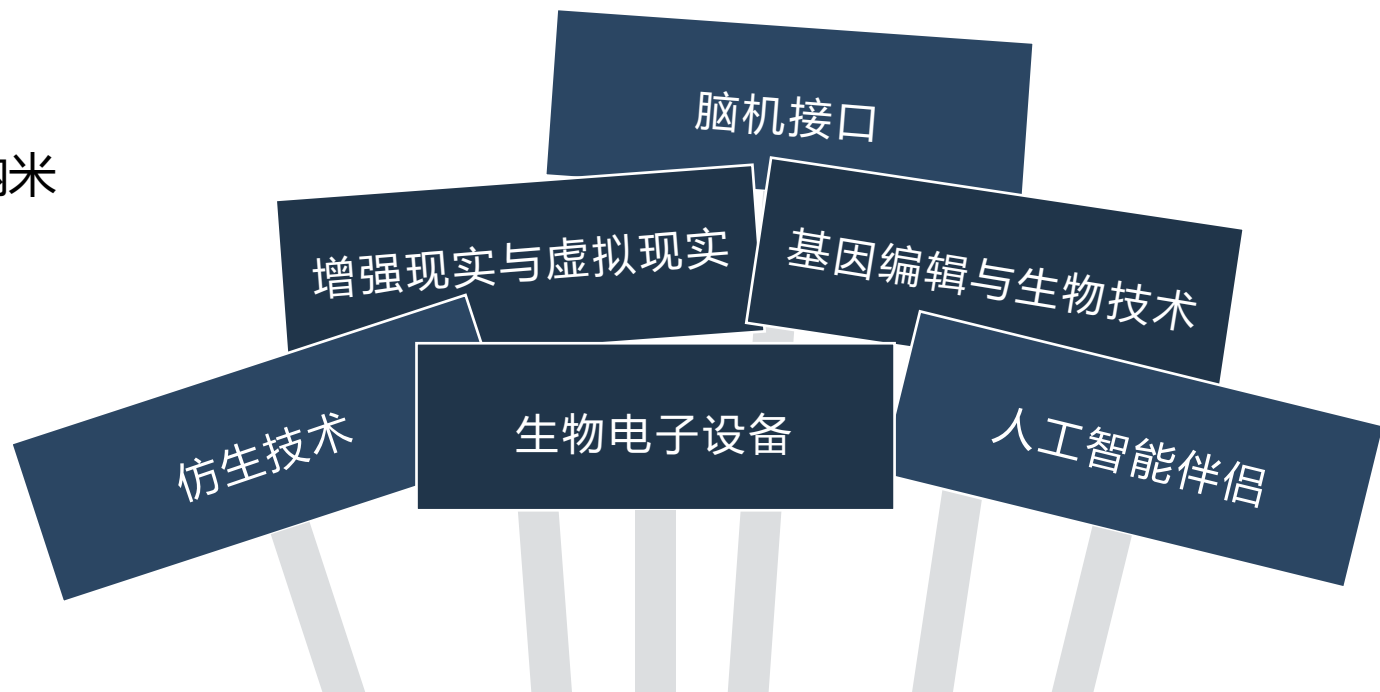 脑机接口
米
增强现实与虚拟现实
基因编辑与生物技术
仿生技术
生物电子设备
人工智能伴侣